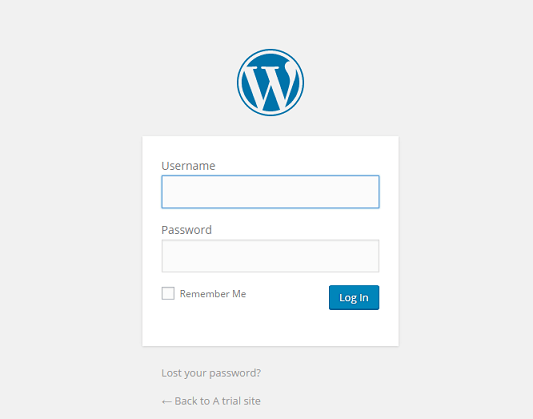 Username
Password
Remember Me
Log In
Lost your password?
← Back to A trial site